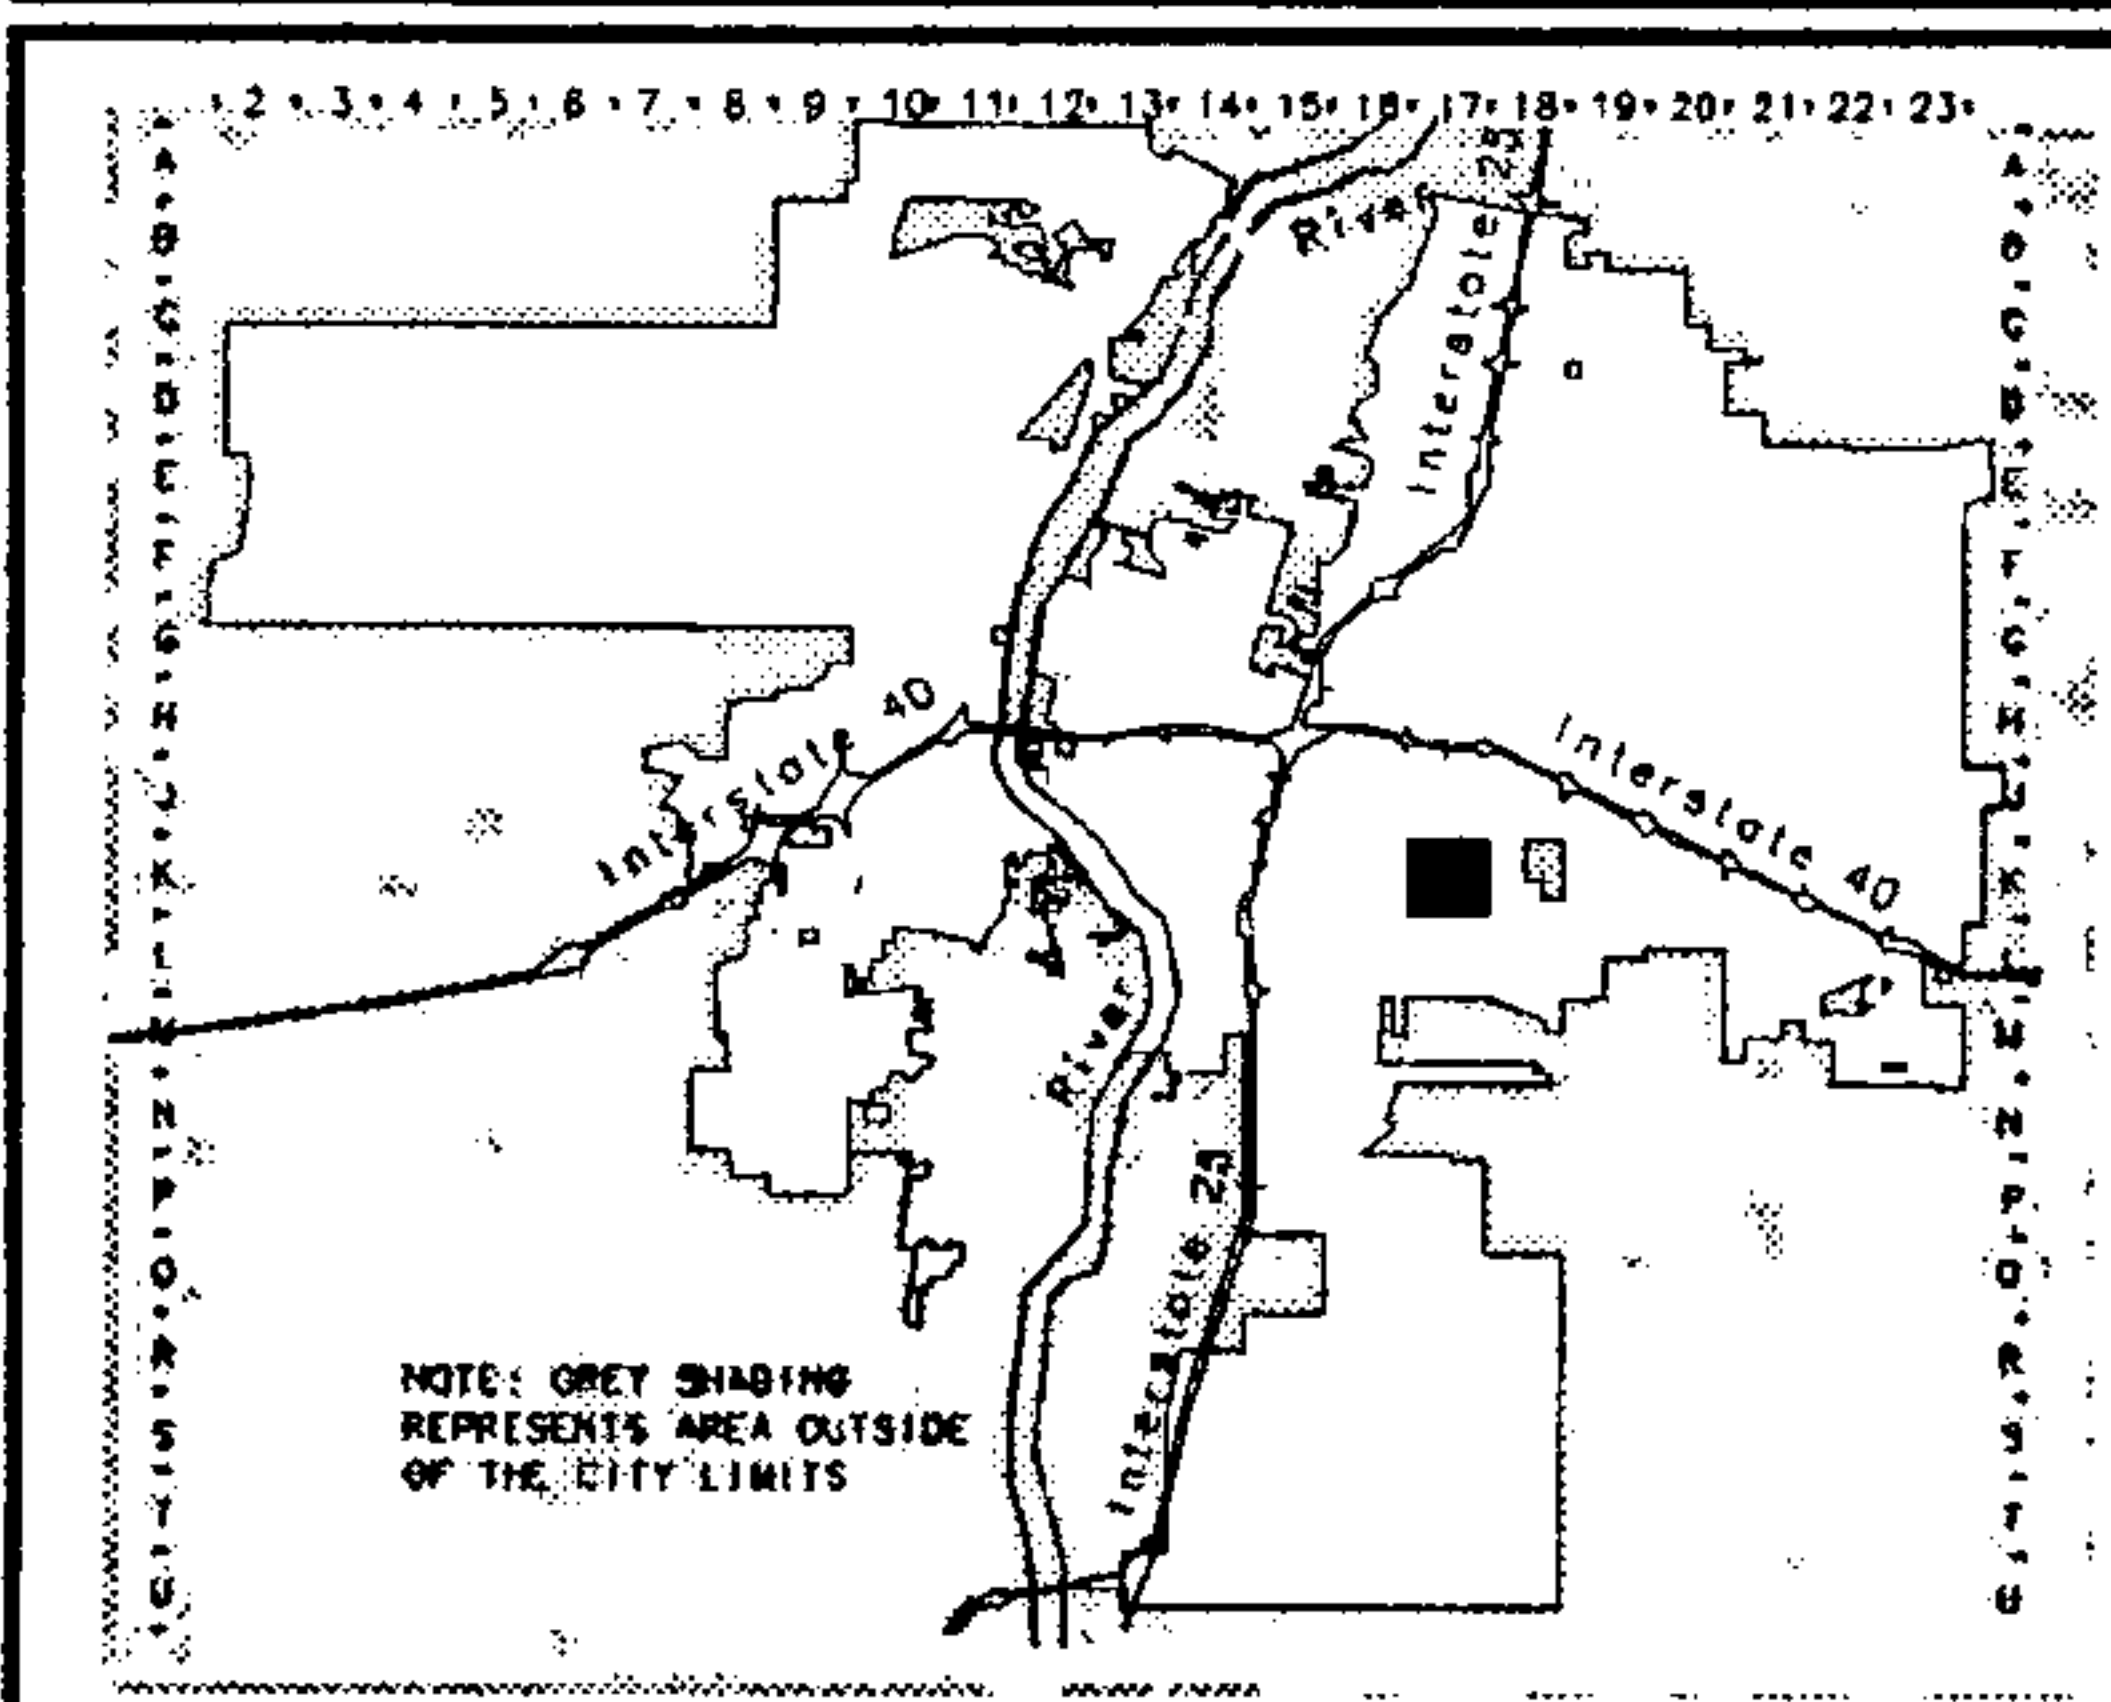 2 3 4 5 6 7 8 9 10 11 12 13 14 15 16 17 18 19 20 21 22 23
A A
B B
C C
D D
E E
F F
G G
H H
J J
K K
L L
M M
N N
P P
Q Q
R R
S S
T T
U U
River
Interstate 25
Interstate 40
Interstate 40
River
Interstate 25
NOTE: GREY SHADING
REPRESENTS AREA OUTSIDE
OF THE CITY LIMITS